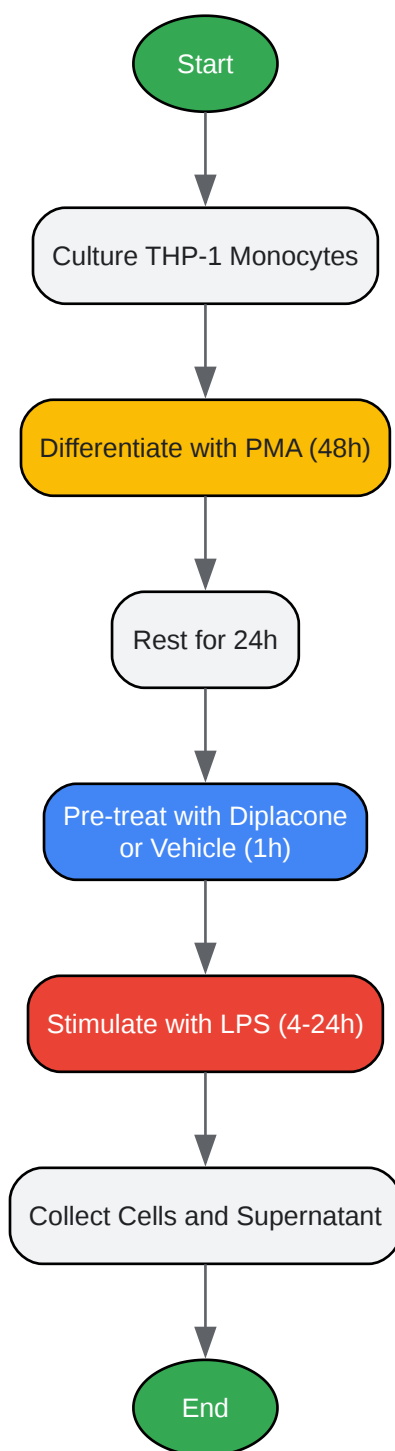 Start
Culture THP-1 Monocytes
Differentiate with PMA (48h)
Rest for 24h
Pre-treat with Diplacone
or Vehicle (1h)
Stimulate with LPS (4-24h)
Collect Cells and Supernatant
End